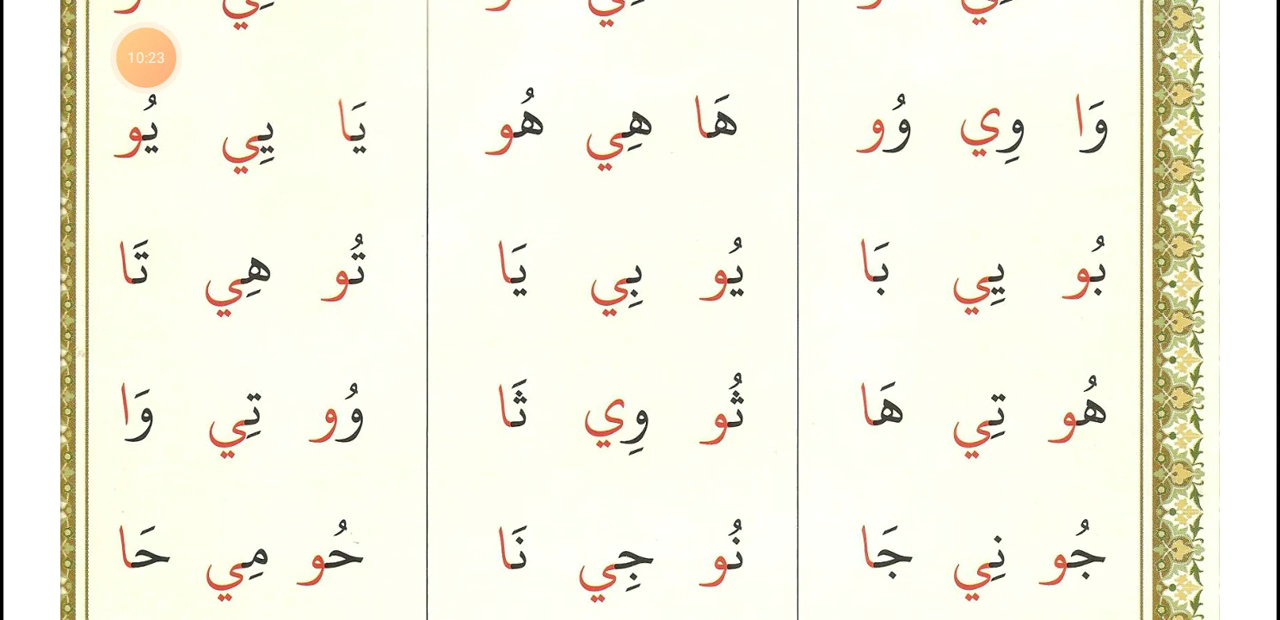 10:23
وَا وِي وُو هَا هِي هُو يَا يِي يُو
بُو يِي بَا يُو بِي يَا تُو هِي تَا
هُو تِي هَا ثُو وِي ثَا وُو تِي وَا
جُو نِي جَا نُو جِي نَا حُو مِي حَا